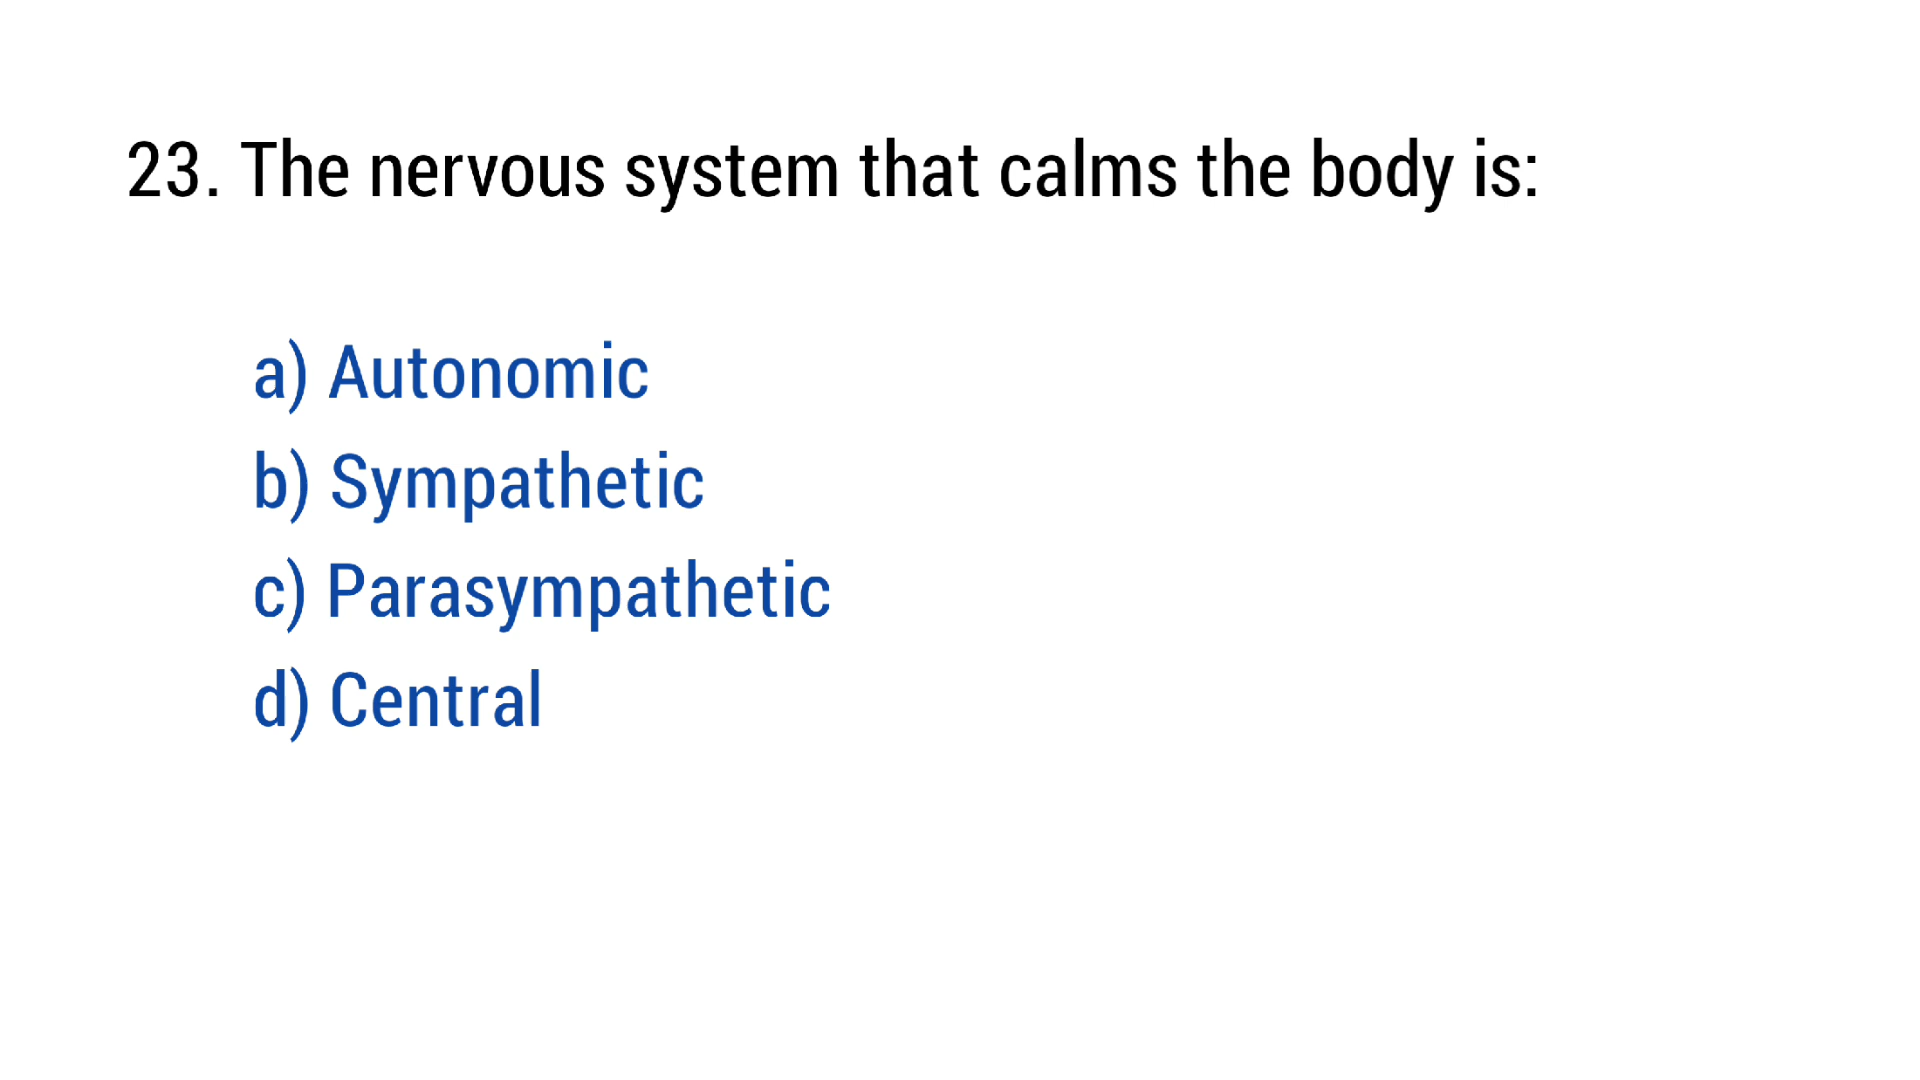 23. The nervous system that calms the body is:
a) Autonomic
b) Sympathetic
c) Parasympathetic
d) Central